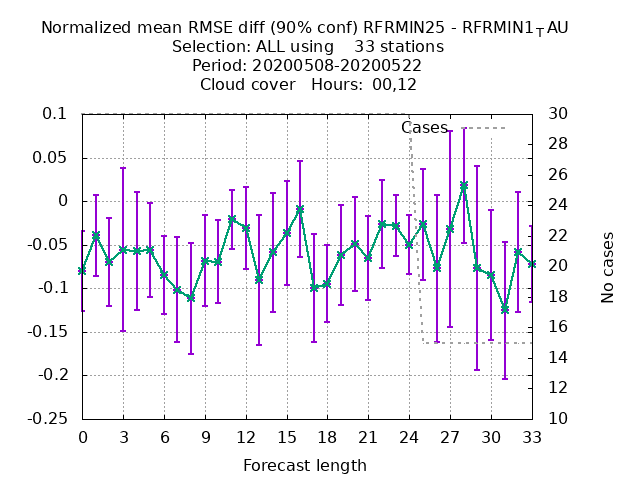 Normalized mean RMSE diff (90% conf) RFRMIN25 - RFRMIN1TAU
Selection: ALL using    33 stations
Period: 20200508-20200522
Cloud cover   Hours:  00,12
Cases
0.1
0.05
0
-0.05
-0.1
-0.15
-0.2
-0.25
30
28
26
24
22
20
18
16
14
12
10
No cases
0 3 6 9 12 15 18 21 24 27 30 33
Forecast length